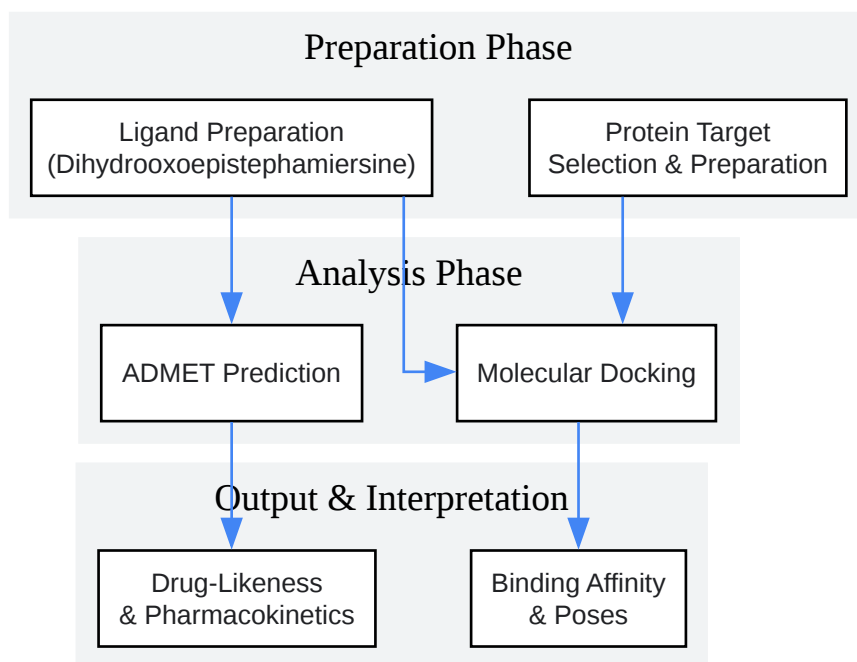 Preparation Phase
Ligand Preparation
(Dihydrooxoepistephamiersine)
Protein Target
Selection & Preparation
Analysis Phase
ADMET Prediction
Molecular Docking
Output & Interpretation
Drug-Likeness
& Pharmacokinetics
Binding Affinity
& Poses